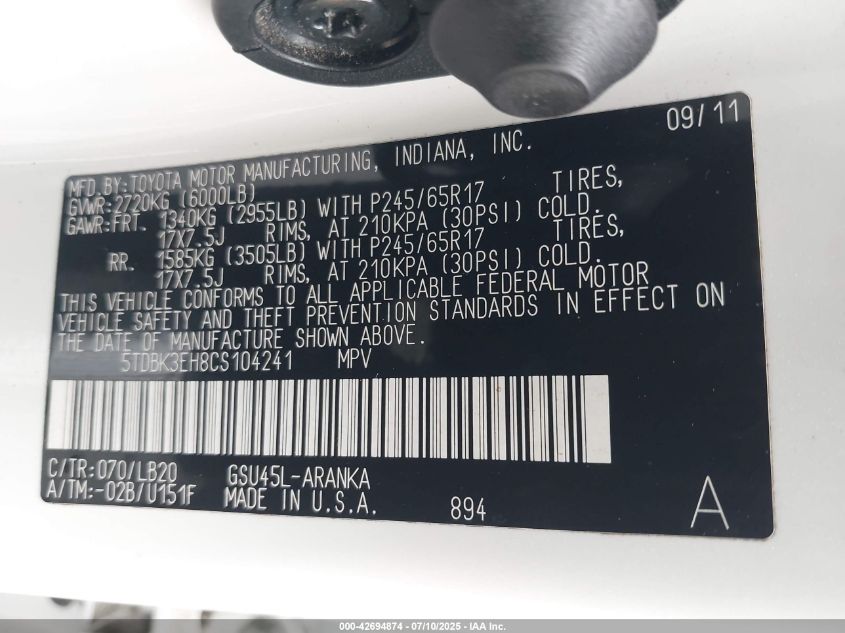 09/11
MFD.BY:TOYOTA MOTOR MANUFACTURING, INDIANA, INC.
GVWR:2720KG (6000LB)
GAWR:FRT. 1340KG (2955LB) WITH P245/65R17 TIRES,
17X7.5J RIMS, AT 210KPA (30PSI) COLD.
RR. 1585KG (3505LB) WITH P245/65R17 TIRES,
17X7.5J RIMS, AT 210KPA (30PSI) COLD.
THIS VEHICLE CONFORMS TO ALL APPLICABLE FEDERAL MOTOR
VEHICLE SAFETY AND THEFT PREVENTION STANDARDS IN EFFECT ON
THE DATE OF MANUFACTURE SHOWN ABOVE.
5TDBK3EH8CS104241 MPV
C/TR:070/LB20 GSU45L-ARANKA
A/TM:-02B/U151F MADE IN U.S.A. 894 A
000-42694874 / 07/10/2025 - IAA Inc.